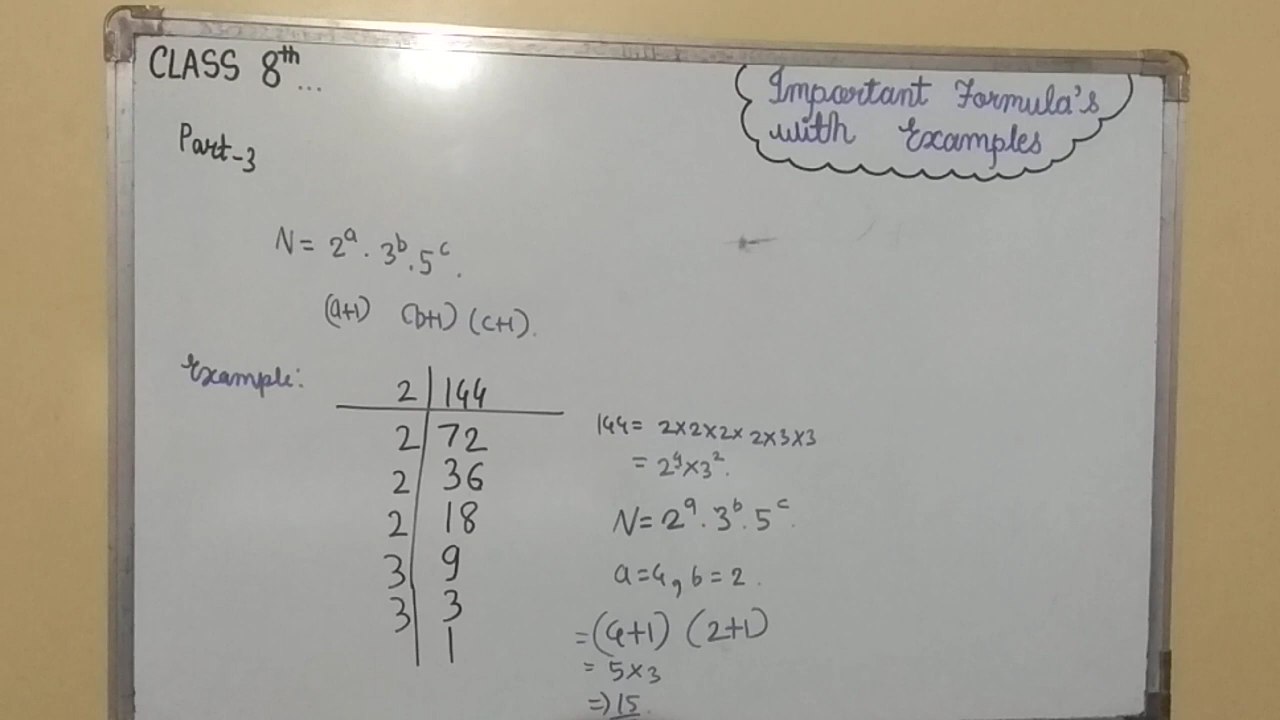 CLASS 8th...
Important Formula's
with Examples
Part-3
N = 2^a . 3^b . 5^c .
(a+1) (b+1) (c+1).
Example:
2 | 144
2 | 72
2 | 36
2 | 18
3 | 9
3 | 3
1
144 = 2×2×2×2×3×3
= 2^4×3^2.
N = 2^a . 3^b . 5^c .
a = 4, b = 2 .
= (4+1) (2+1)
= 5×3
=> 15.